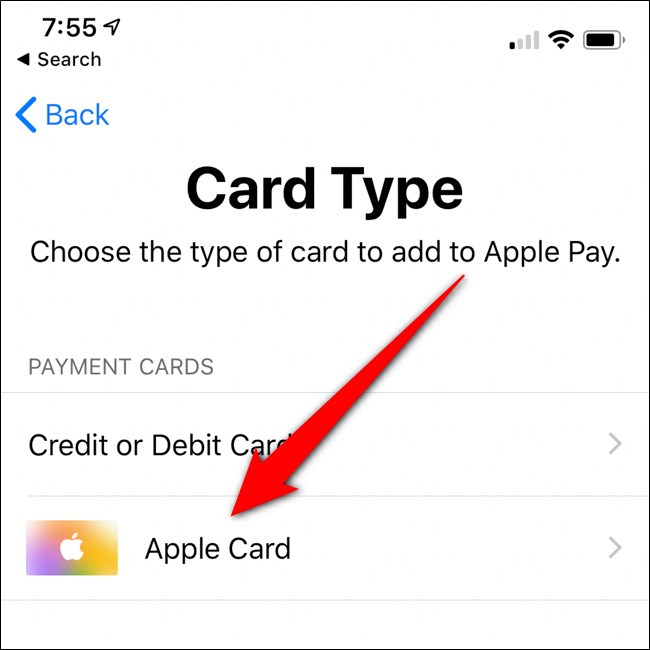 7:55
Search
Back
Card Type
Choose the type of card to add to Apple Pay.
PAYMENT CARDS
Credit or Debit Card
Apple Card